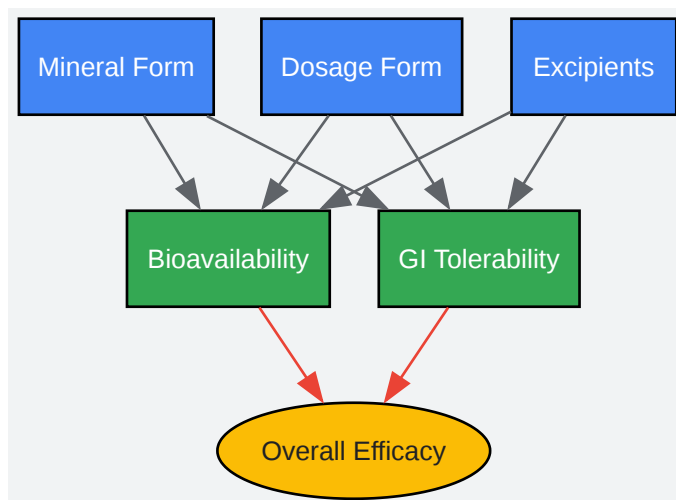 Mineral Form
Dosage Form
Excipients
Bioavailability
GI Tolerability
Overall Efficacy